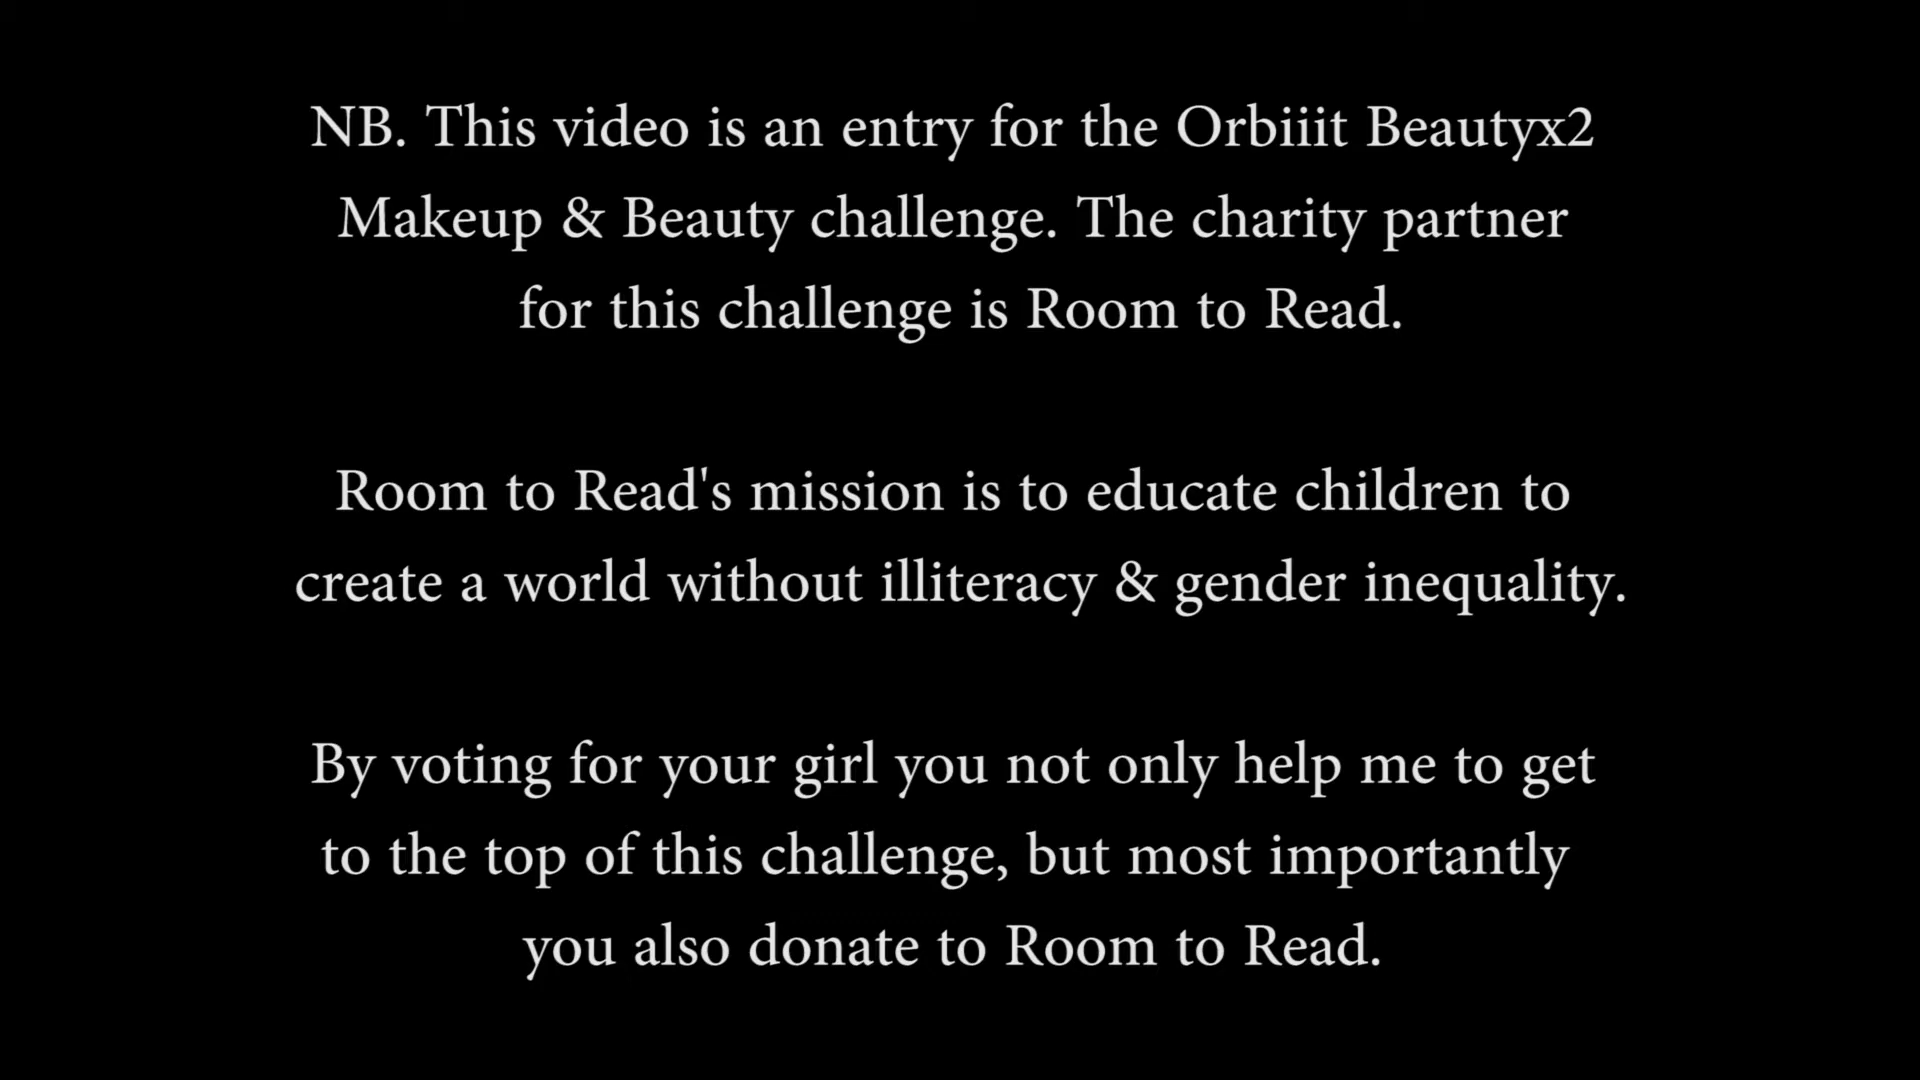 NB. This video is an entry for the Orbiiit Beautyx2
Makeup & Beauty challenge. The charity partner
for this challenge is Room to Read.
Room to Read's mission is to educate children to
create a world without illiteracy & gender inequality.
By voting for your girl you not only help me to get
to the top of this challenge, but most importantly
you also donate to Room to Read.